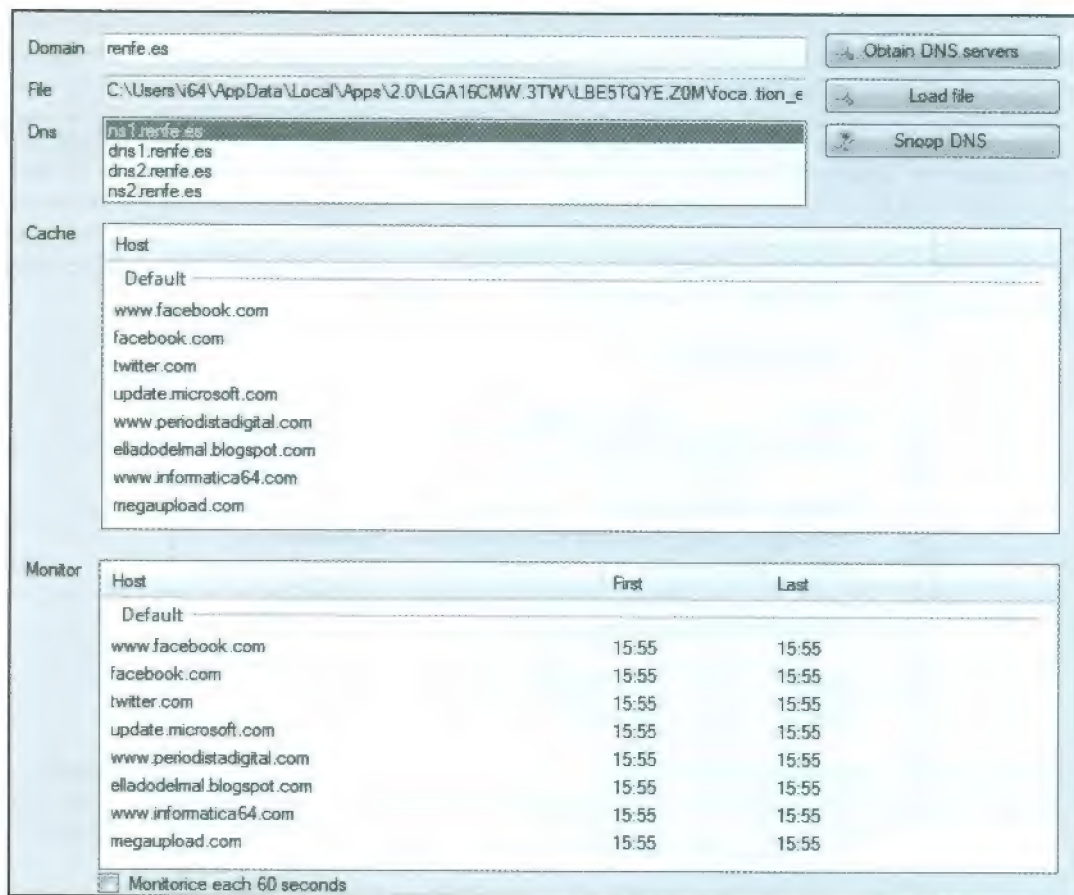 Domain renfe.es Obtain DNS servers
File C:\Users\i64\AppData\Local\Apps\2.0\LGA16CMW.3TW\LBE5TQYE.Z0M\foca..tion_e Load file
Dns ns1.renfe.es Snoop DNS
dns1.renfe.es
dns2.renfe.es
ns2.renfe.es
Cache Host
Default
www.facebook.com
facebook.com
twitter.com
update.microsoft.com
www.periodistadigital.com
elladodelmal.blogspot.com
www.informatica64.com
megaupload.com
Monitor Host First Last
Default
www.facebook.com 15:55 15:55
facebook.com 15:55 15:55
twitter.com 15:55 15:55
update.microsoft.com 15:55 15:55
www.periodistadigital.com 15:55 15:55
elladodelmal.blogspot.com 15:55 15:55
www.informatica64.com 15:55 15:55
megaupload.com 15:55 15:55
Monitorice each 60 seconds